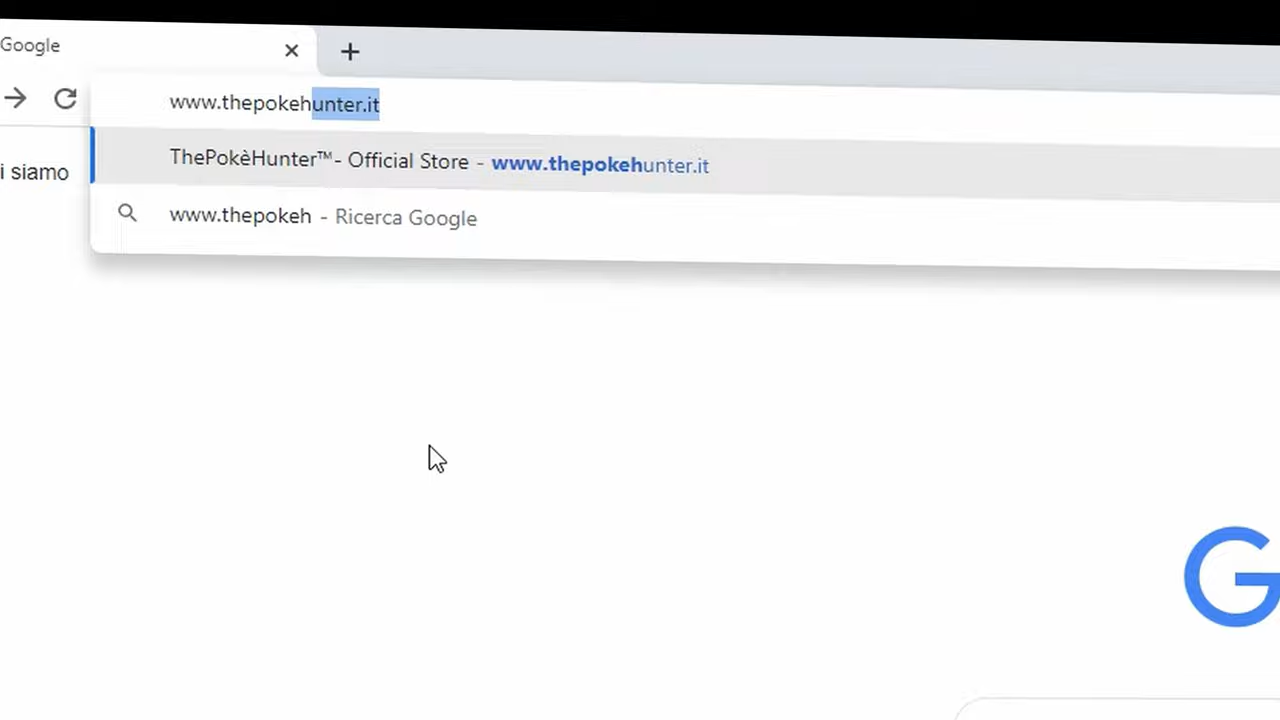 Google
www.thepokehunter.it
i siamo
ThePokèHunter™- Official Store - www.thepokehunter.it
www.thepokeh - Ricerca Google
G